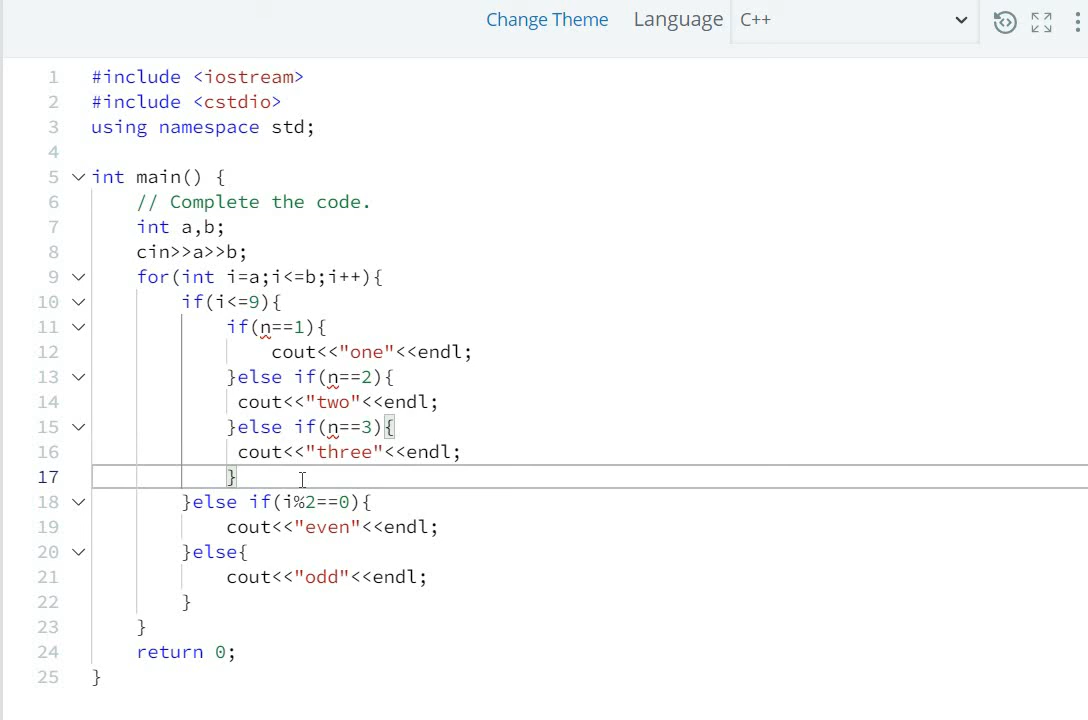 Change Theme Language C++
1 #include <iostream>
2 #include <cstdio>
3 using namespace std;
4
5 int main() {
6 // Complete the code.
7 int a,b;
8 cin>>a>>b;
9 for(int i=a;i<=b;i++){
10 if(i<=9){
11 if(n==1){
12 cout<<"one"<<endl;
13 }else if(n==2){
14 cout<<"two"<<endl;
15 }else if(n==3){
16 cout<<"three"<<endl;
17 }
18 }else if(i%2==0){
19 cout<<"even"<<endl;
20 }else{
21 cout<<"odd"<<endl;
22 }
23 }
24 return 0;
25 }